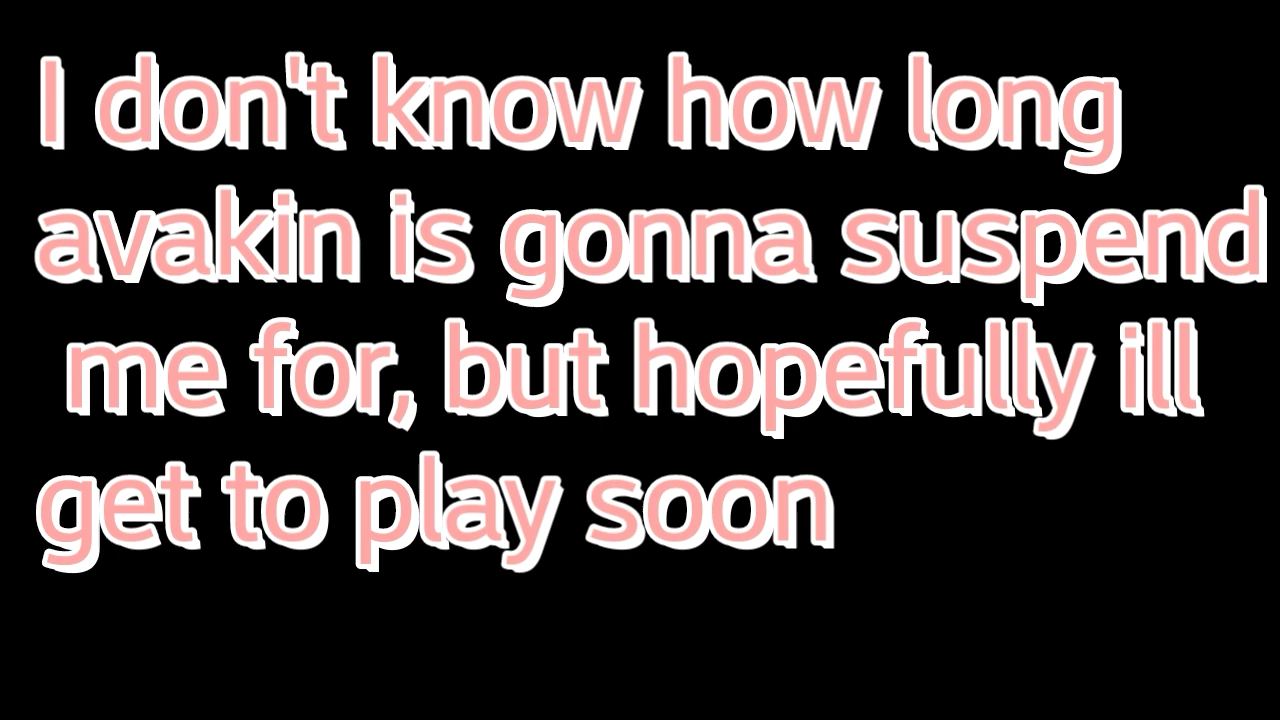 I don't know how long
avakin is gonna suspend
me for, but hopefully ill
get to play soon